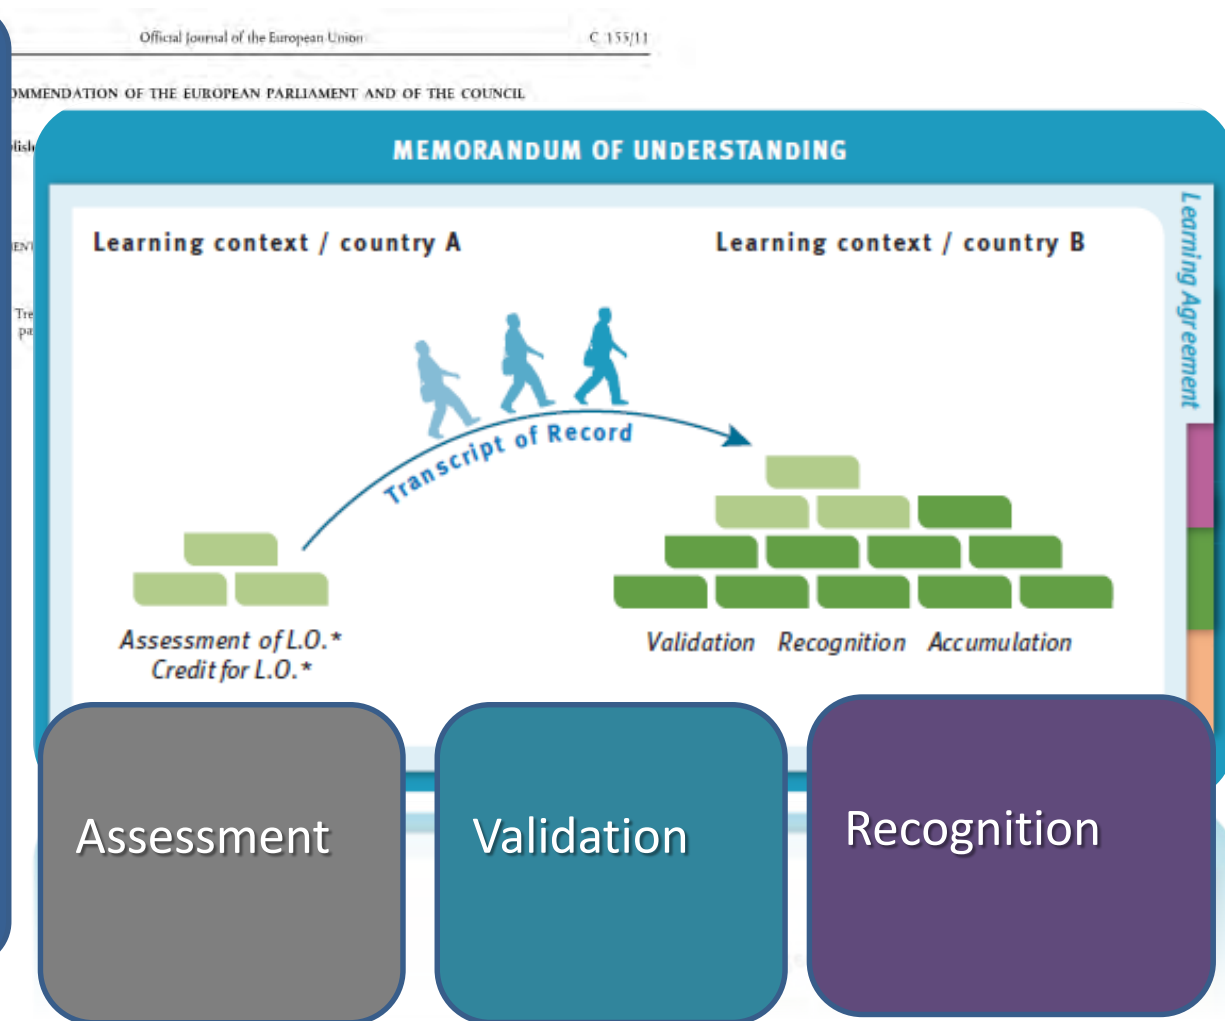 Official Journal of the European Union
C 155/11
OMMENDATION OF THE EUROPEAN PARLIAMENT AND OF THE COUNCIL
MEMORANDUM OF UNDERSTANDING
Learning context / country A
Learning context / country B
Learning Agreement
Transcript of Record
Assessment of L.O.*
Credit for L.O.*
Validation Recognition Accumulation
Assessment
Validation
Recognition